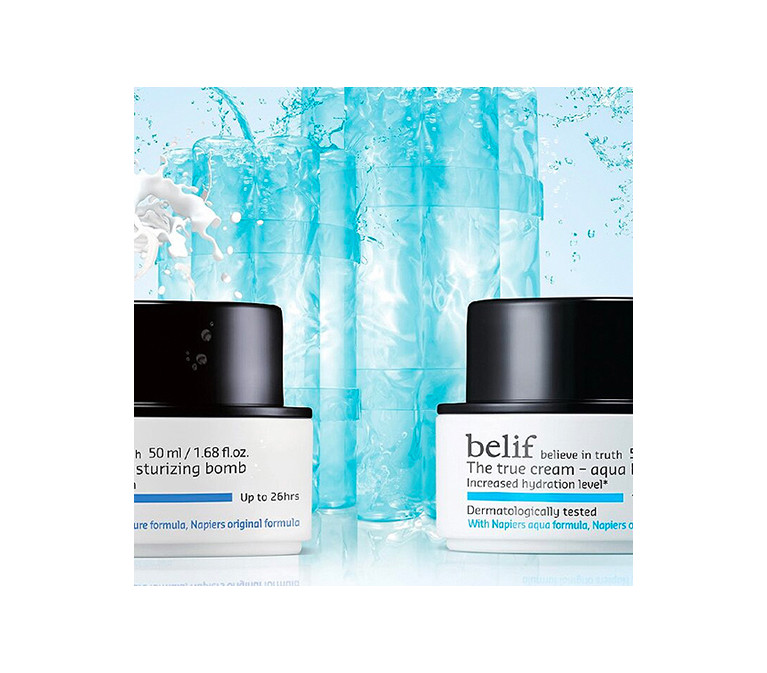 50 ml / 1.68 fl.oz.
sturizing bomb
Up to 26hrs
ure formula, Napiers original formula
belif believe in truth
The true cream – aqua
Increased hydration level*
Dermatologically tested
With Napiers aqua formula, Napiers